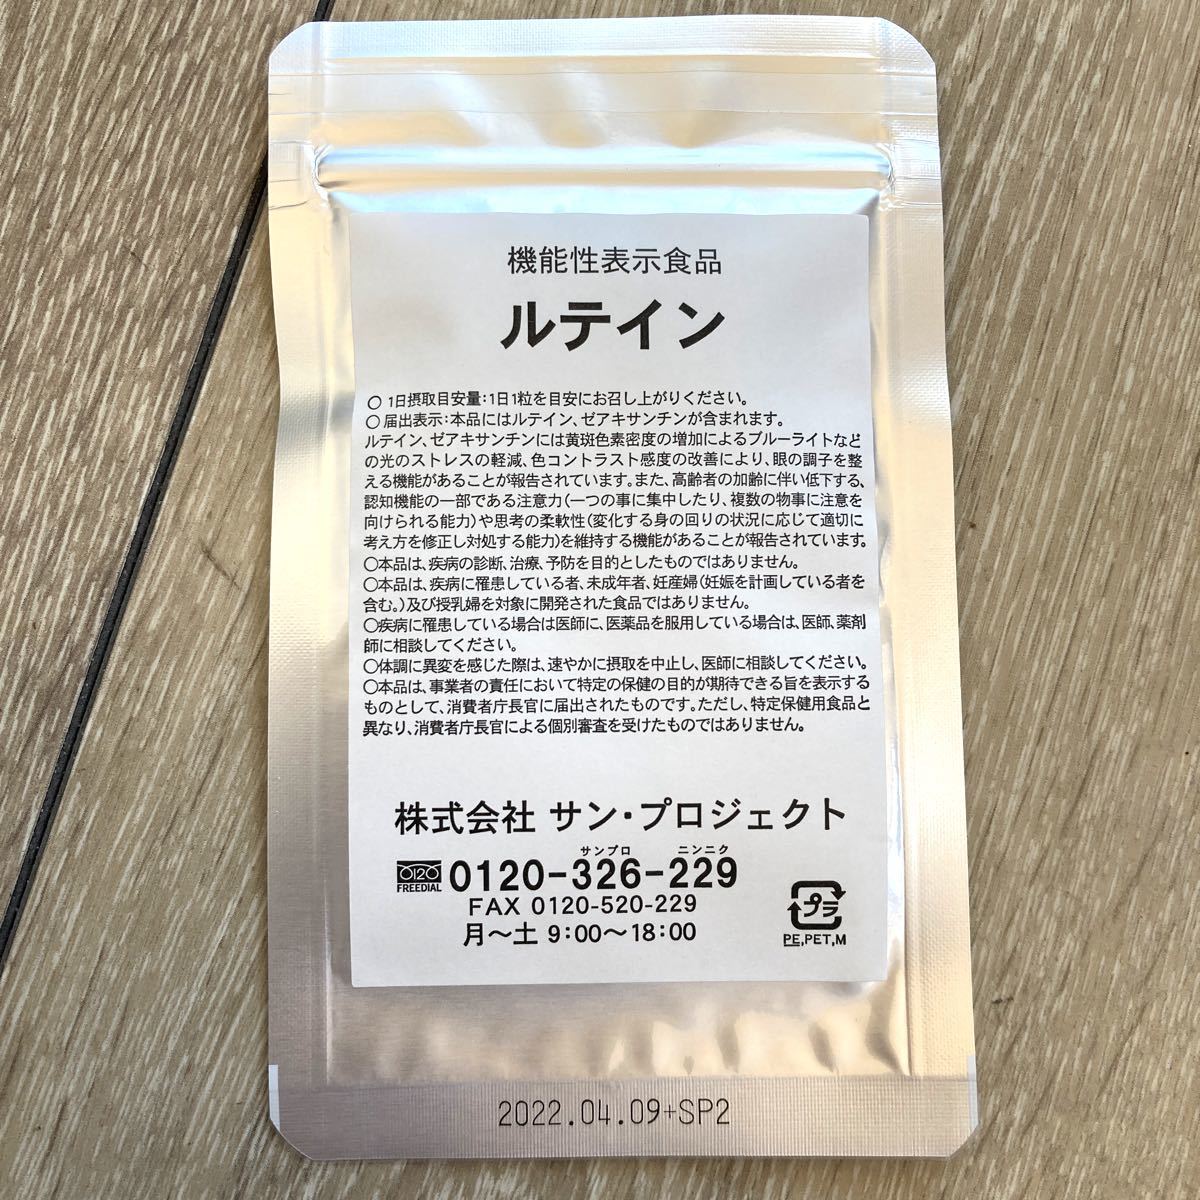 機能性表示食品
ルテイン
○ 1日摂取目安量:1日1粒を目安にお召し上がりください。
○ 届出表示:本品にはルテイン、ゼアキサンチンが含まれます。
ルテイン、ゼアキサンチンには黄斑色素密度の増加によるブルーライトなど
の光のストレスの軽減、色コントラスト感度の改善により、眼の調子を整
える機能があることが報告されています。また、高齢者の加齢に伴い低下する、
認知機能の一部である注意力(一つの事に集中したり、複数の物事に注意を
向けられる能力)や思考の柔軟性(変化する身の回りの状況に応じて適切に
考え方を修正し対処する能力)を維持する機能があることが報告されています。
○本品は、疾病の診断、治療、予防を目的としたものではありません。
○本品は、疾病に罹患している者、未成年者、妊産婦(妊娠を計画している者を
含む。)及び授乳婦を対象に開発された食品ではありません。
○疾病に罹患している場合は医師に、医薬品を服用している場合は、医師、薬剤
師に相談してください。
○体調に異変を感じた際は、速やかに摂取を中止し、医師に相談してください。
○本品は、事業者の責任において特定の保健の目的が期待できる旨を表示する
ものとして、消費者庁長官に届出されたものです。ただし、特定保健用食品と
異なり、消費者庁長官による個別審査を受けたものではありません。
株式会社 サン・プロジェクト
サンプロ ニンニク
0120 FREEDIAL 0120-326-229
FAX 0120-520-229
月〜土 9:00〜18:00
プラ
PE,PET,M
2022.04.09+SP2